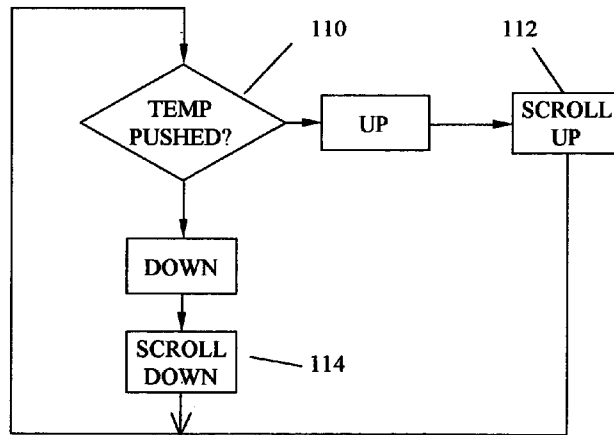 110
112
TEMP
PUSHED?
UP
SCROLL
UP
DOWN
SCROLL
DOWN
114